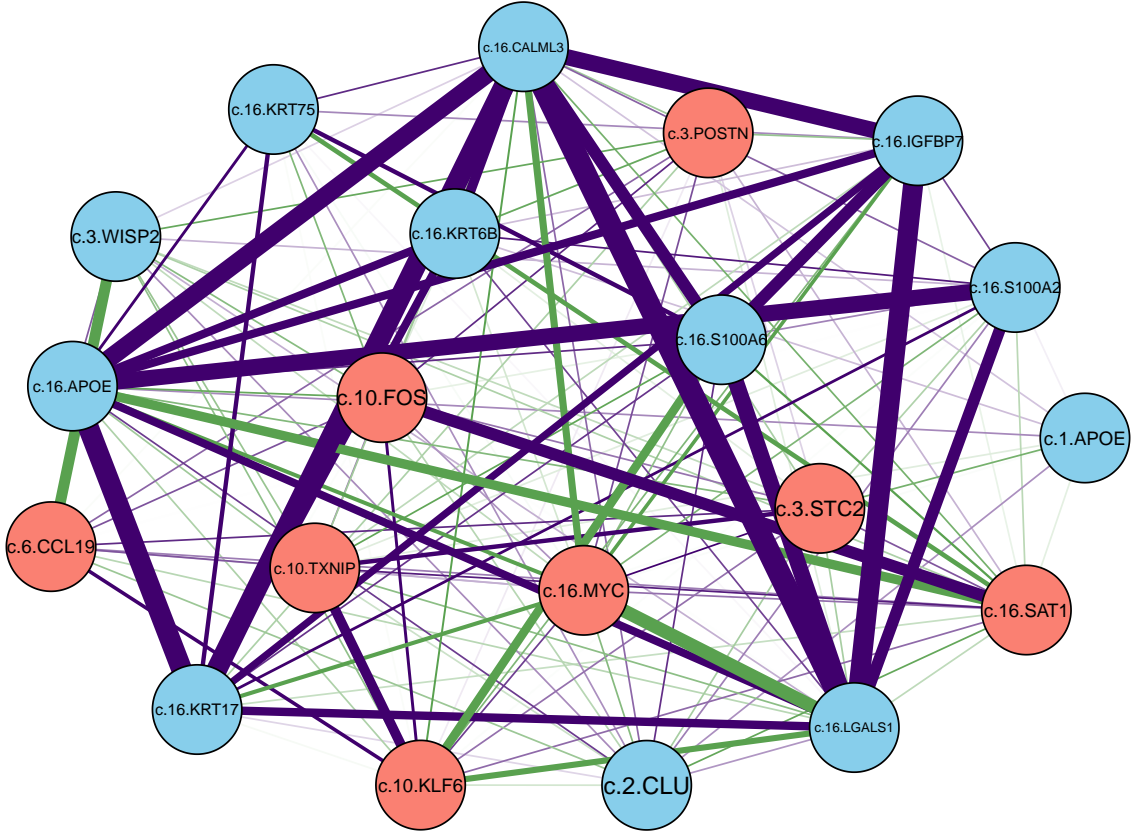 c.16.CALML3
c.16.KRT75
c.3.POSTN
c.16.IGFBP7
c.3.WISP2
c.16.KRT6B
c.16.S100A2
c.16.S100A6
c.16.APOE
c.10.FOS
c.1.APOE
c.3.STC2
c.6.CCL19
c.10.TXNIP
c.16.MYC
c.16.SAT1
c.16.KRT17
c.16.LGALS1
c.10.KLF6
c.2.CLU